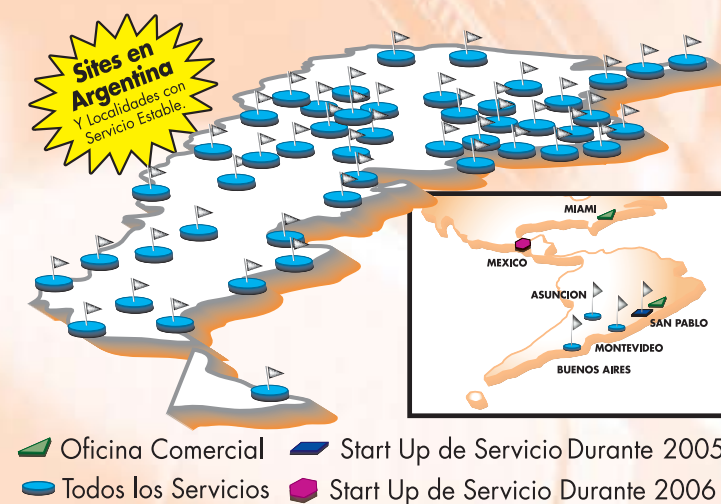 Sites en
Argentina
Y Localidades con
Servicio Estable.
MIAMI
MEXICO
ASUNCION
SAN PABLO
MONTEVIDEO
BUENOS AIRES
Oficina Comercial
Start Up de Servicio Durante 2005
Todos los Servicios
Start Up de Servicio Durante 2006